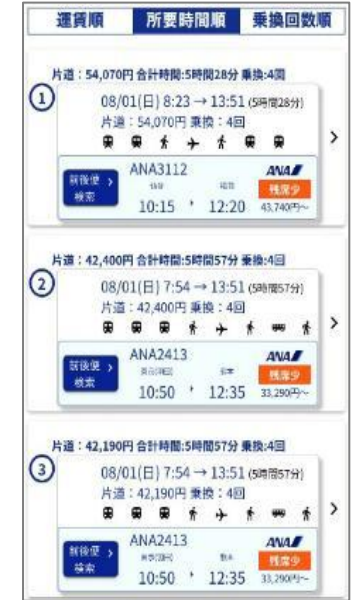 運賃順 所要時間順 乗換回数順
片道：54,070円 合計時間:5時間28分 乗換:4回
1
08/01(日) 8:23 → 13:51 (5時間28分)
片道：54,070円 乗換：4回
前後便検索
ANA3112
ANA
残席少
10:15 12:20 43,740円～
片道：42,400円 合計時間:5時間57分 乗換:4回
2
08/01(日) 7:54 → 13:51 (5時間57分)
片道：42,400円 乗換：4回
前後便検索
ANA2413
ANA
残席少
10:50 12:35 33,290円～
片道：42,190円 合計時間:5時間57分 乗換:4回
3
08/01(日) 7:54 → 13:51 (5時間57分)
片道：42,190円 乗換：4回
前後便検索
ANA2413
ANA
残席少
10:50 12:35 33,290円～